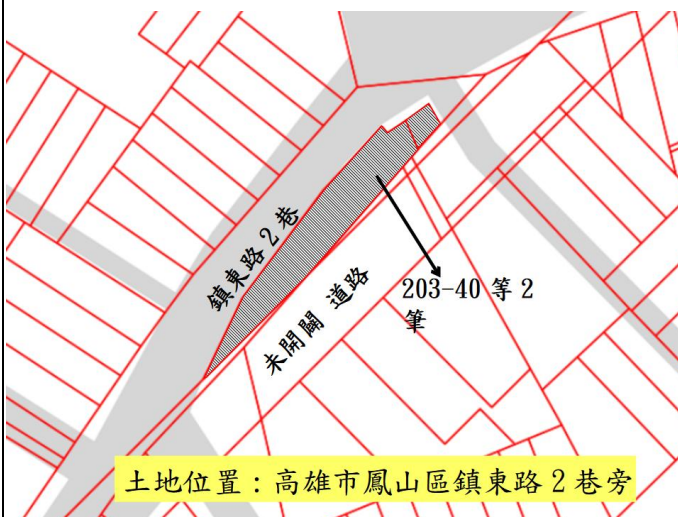 鎮東路2巷
203-40 等 2
筆
未開闢 道路
土地位置：高雄市鳳山區鎮東路 2 巷旁